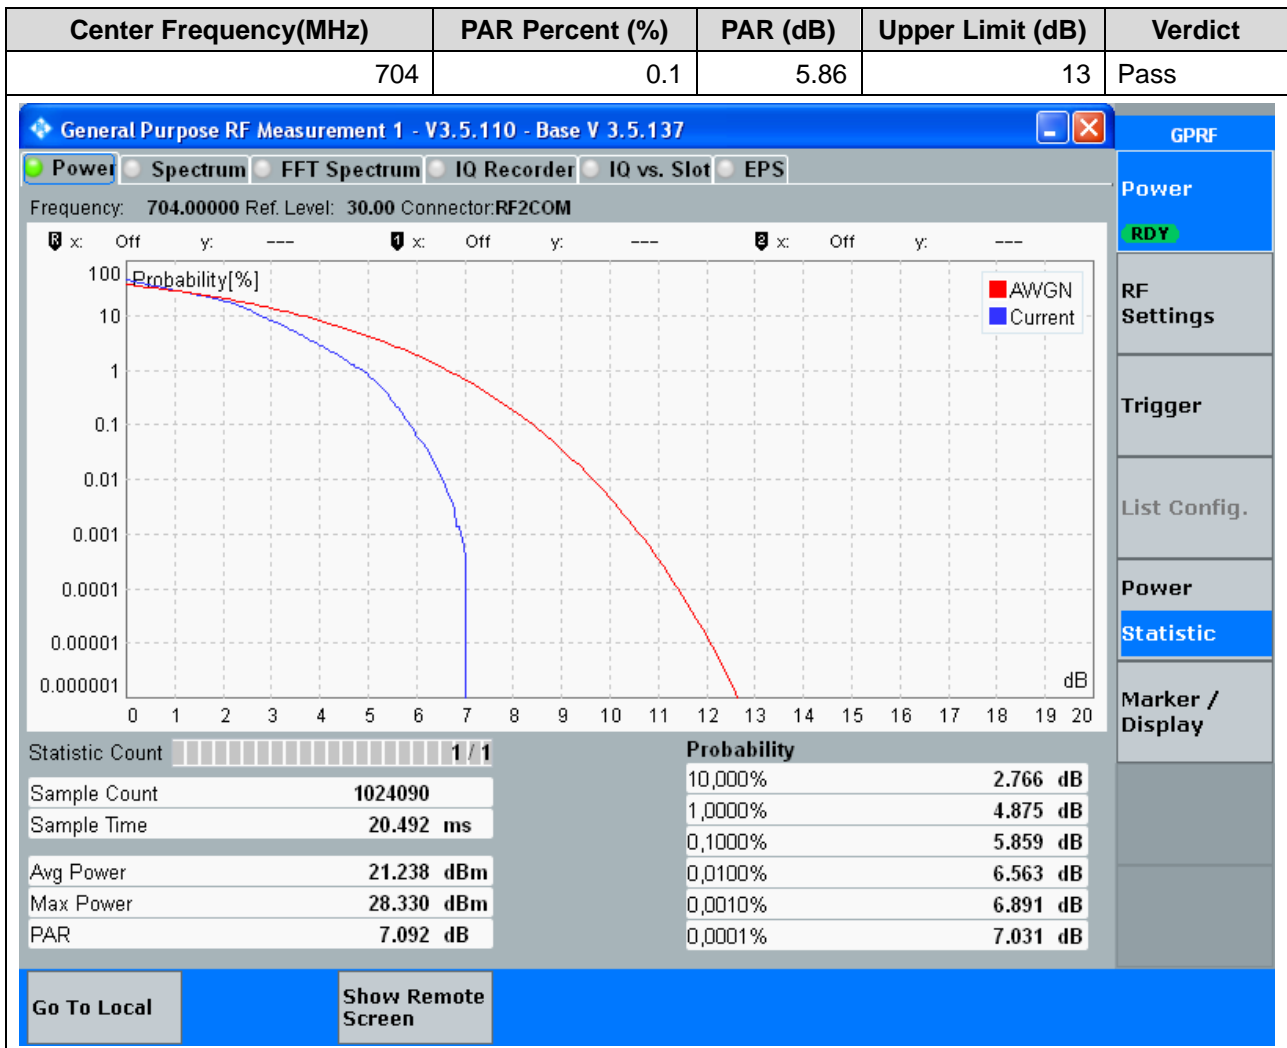 Center Frequency(MHz) PAR Percent (%) PAR (dB) Upper Limit (dB) Verdict
704 0.1 5.86 13 Pass
General Purpose RF Measurement 1 - V3.5.110 - Base V 3.5.137
GPRF
Power Spectrum FFT Spectrum IQ Recorder IQ vs. Slot EPS
Frequency: 704.00000 Ref. Level: 30.00 Connector:RF2COM
R x: Off y: --- 1 x: Off y: --- 2 x: Off y: ---
Probability[%]
AWGN
Current
100
10
1
0.1
0.01
0.001
0.0001
0.00001
0.000001
dB
0 1 2 3 4 5 6 7 8 9 10 11 12 13 14 15 16 17 18 19 20
Statistic Count 1 / 1
Sample Count 1024090
Sample Time 20.492 ms
Avg Power 21.238 dBm
Max Power 28.330 dBm
PAR 7.092 dB
Probability
10,000% 2.766 dB
1,0000% 4.875 dB
0,1000% 5.859 dB
0,0100% 6.563 dB
0,0010% 6.891 dB
0,0001% 7.031 dB
Power
RDY
RF
Settings
Trigger
List Config.
Power
Statistic
Marker /
Display
Go To Local
Show Remote
Screen